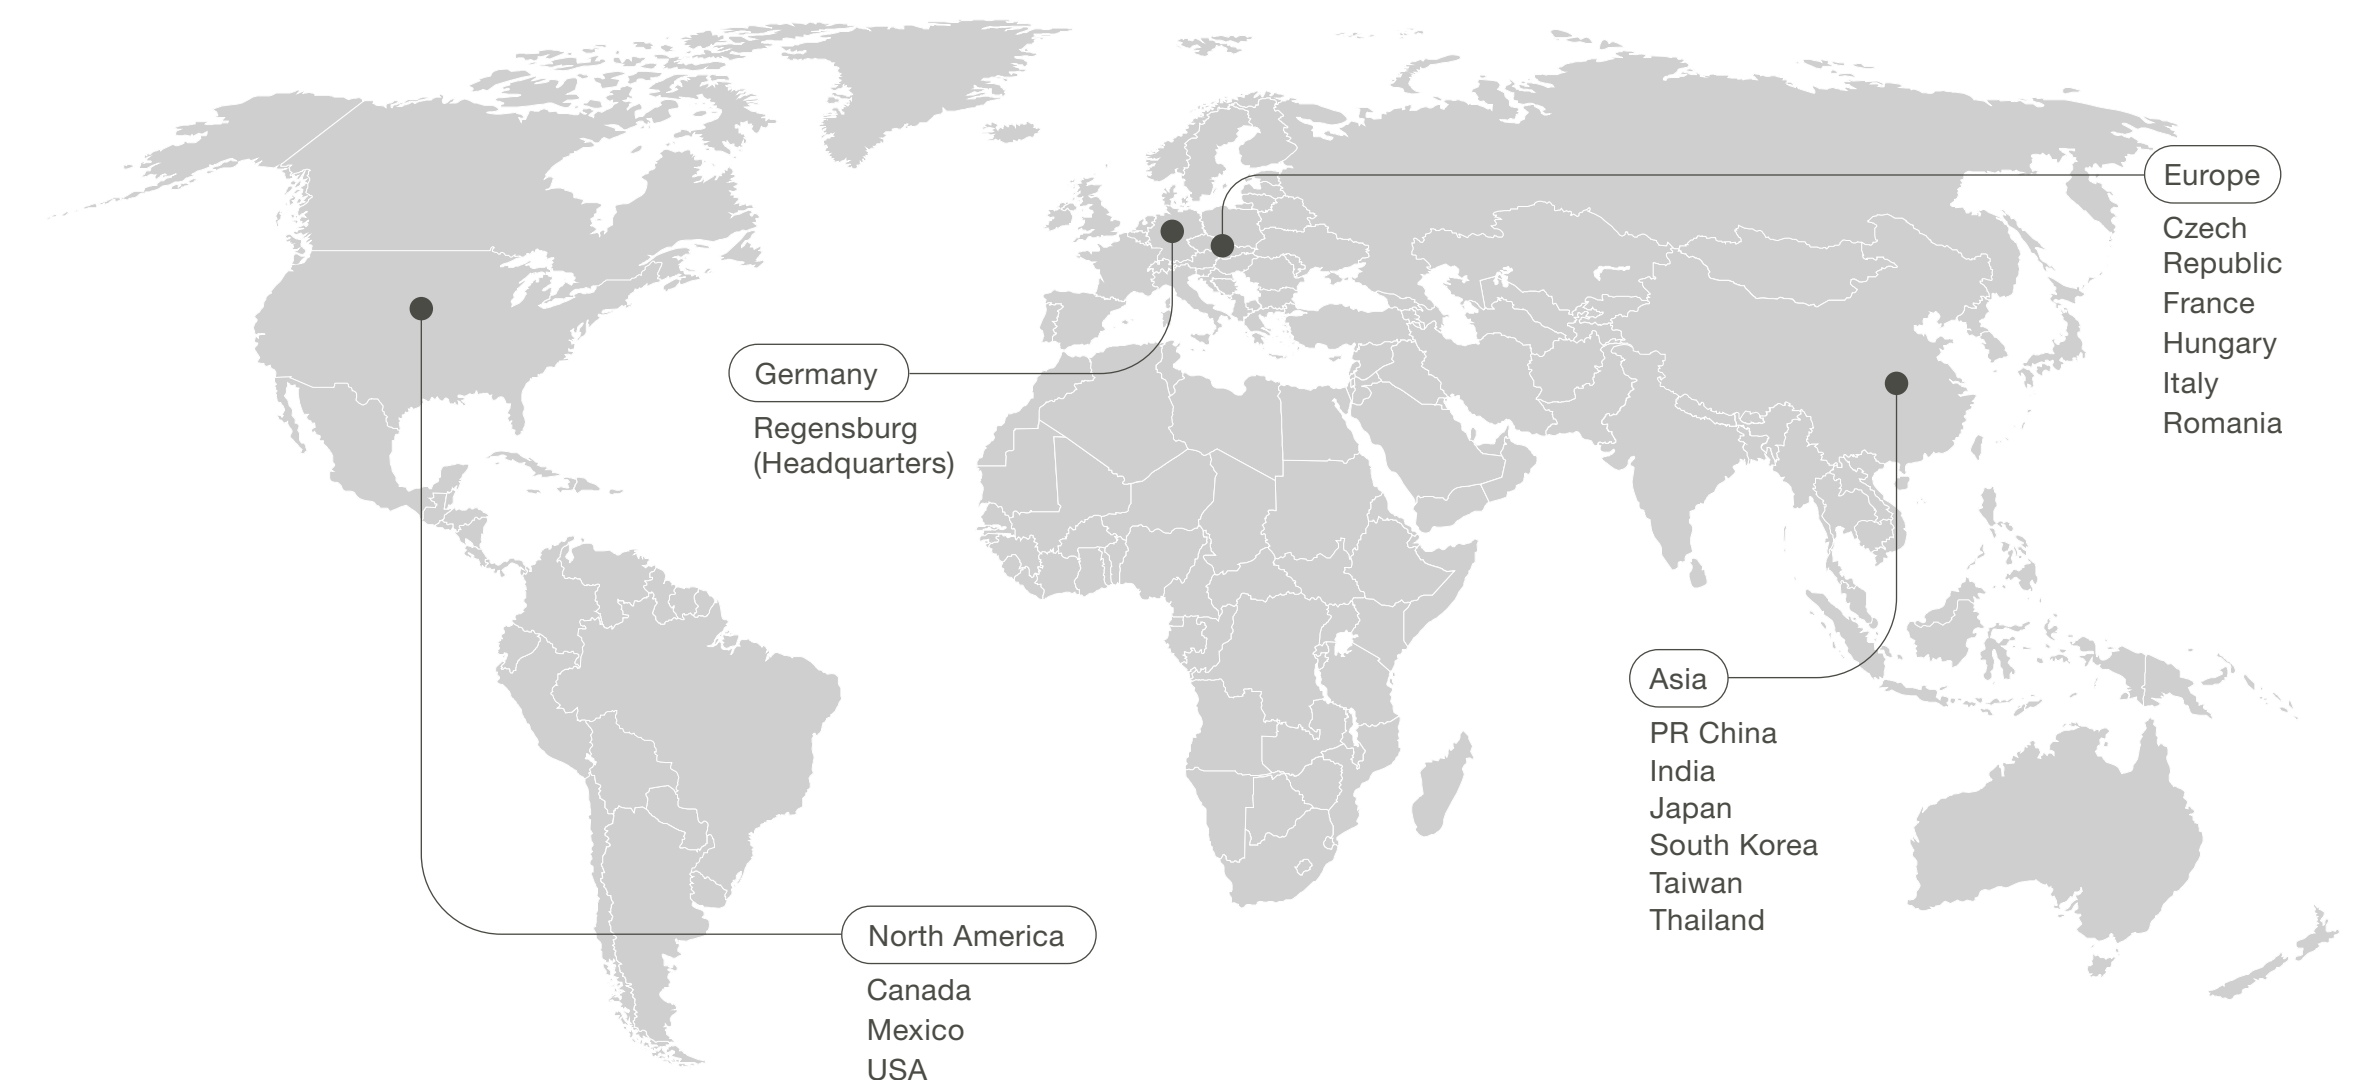 Europe
Czech
Republic
France
Hungary
Italy
Romania
Germany
Regensburg
(Headquarters)
Asia
PR China
India
Japan
South Korea
Taiwan
Thailand
North America
Canada
Mexico
USA